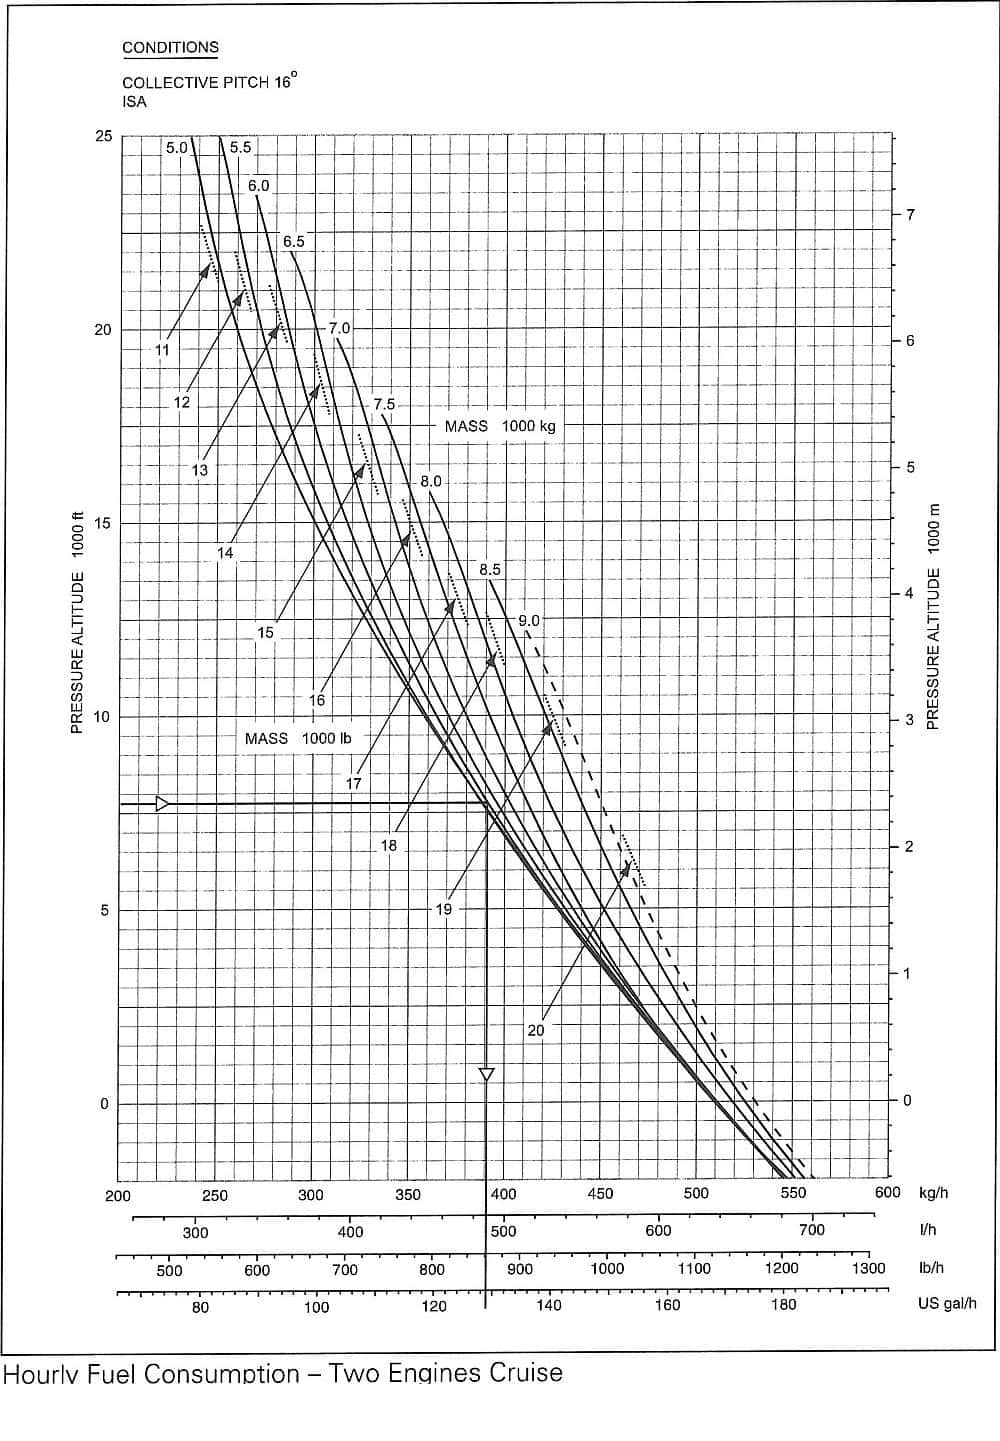 CONDITIONS
COLLECTIVE PITCH 16°
ISA
25
5.0
5.5
6.0
7
6.5
20
7.0
6
11
12
7.5
MASS 1000 kg
13
8.0
5
15
14
8.5
4
9.0
15
PRESSURE ALTITUDE 1000 ft
PRESSURE ALTITUDE 1000 m
16
10
3
MASS 1000 lb
17
18
2
5
19
1
20
0
0
200 250 300 350 400 450 500 550 600 kg/h
300 400 500 600 700 l/h
500 600 700 800 900 1000 1100 1200 1300 lb/h
80 100 120 140 160 180 US gal/h
Hourly Fuel Consumption – Two Engines Cruise